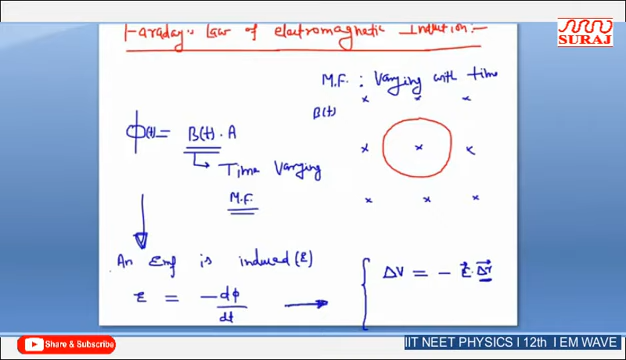 Faraday's Law of electromagnetic Induction:-
SURAJ
M.F. : Varying with time
B(t)
ϕ(t) = B(t) · A
Time Varying
M.F.
An Emf is induced (ε)
ε = -dϕ/dt
ΔV = - E⃗ · Δr⃗
Share & Subscribe
IIT NEET PHYSICS I 12th I EM WAVE